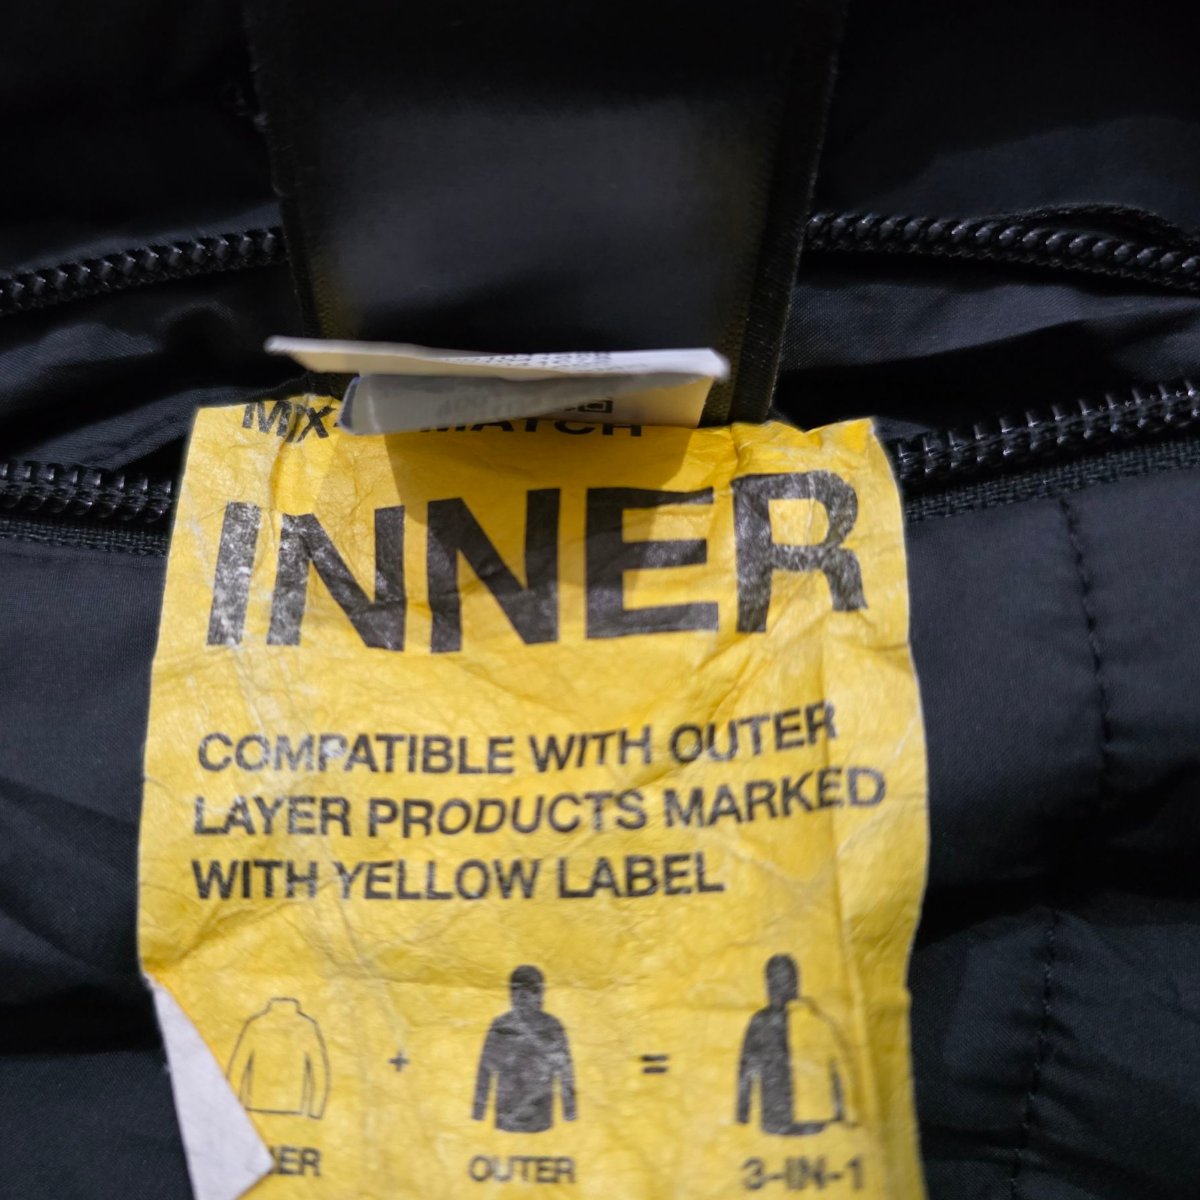 INNER
COMPATIBLE WITH OUTER
LAYER PRODUCTS MARKED
WITH YELLOW LABEL
+ =
OUTER 3-IN-1